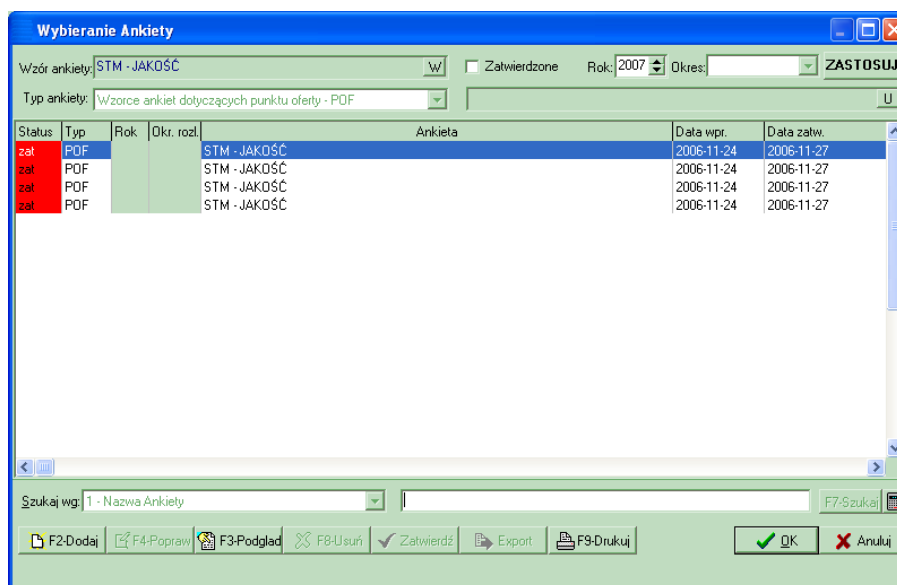 Wybieranie Ankiety
Wzór ankiety: STM - JAKOŚĆ W Zatwierdzone Rok: 2007 Okres: ZASTOSUJ
Typ ankiety: Wzorce ankiet dotyczących punktu oferty - POF U
Status Typ Rok Okr. rozl. Ankieta Data wpr. Data zatw.
zat POF STM - JAKOŚĆ 2006-11-24 2006-11-27
zat POF STM - JAKOŚĆ 2006-11-24 2006-11-27
zat POF STM - JAKOŚĆ 2006-11-24 2006-11-27
zat POF STM - JAKOŚĆ 2006-11-24 2006-11-27
Szukaj wg: 1 - Nazwa Ankiety F7-Szukaj
F2-Dodaj F4-Popraw F3-Podglad F8-Usuń Zatwierdź Export F9-Drukuj OK Anuluj